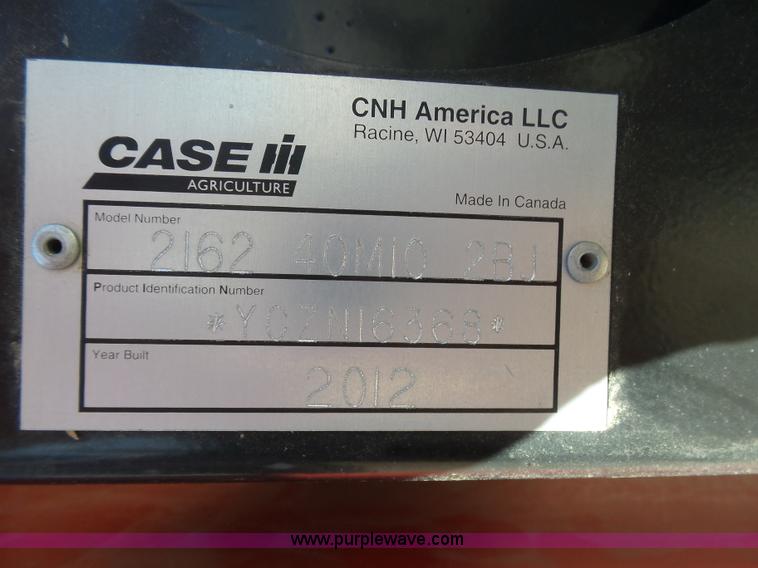 CNH America LLC
Racine, WI 53404 U.S.A.
CASE IH
AGRICULTURE
Made In Canada
Model Number
2162 40M10 2BJ
Product Identification Number
*YCZN16368*
Year Built
2012
www.purplewave.com